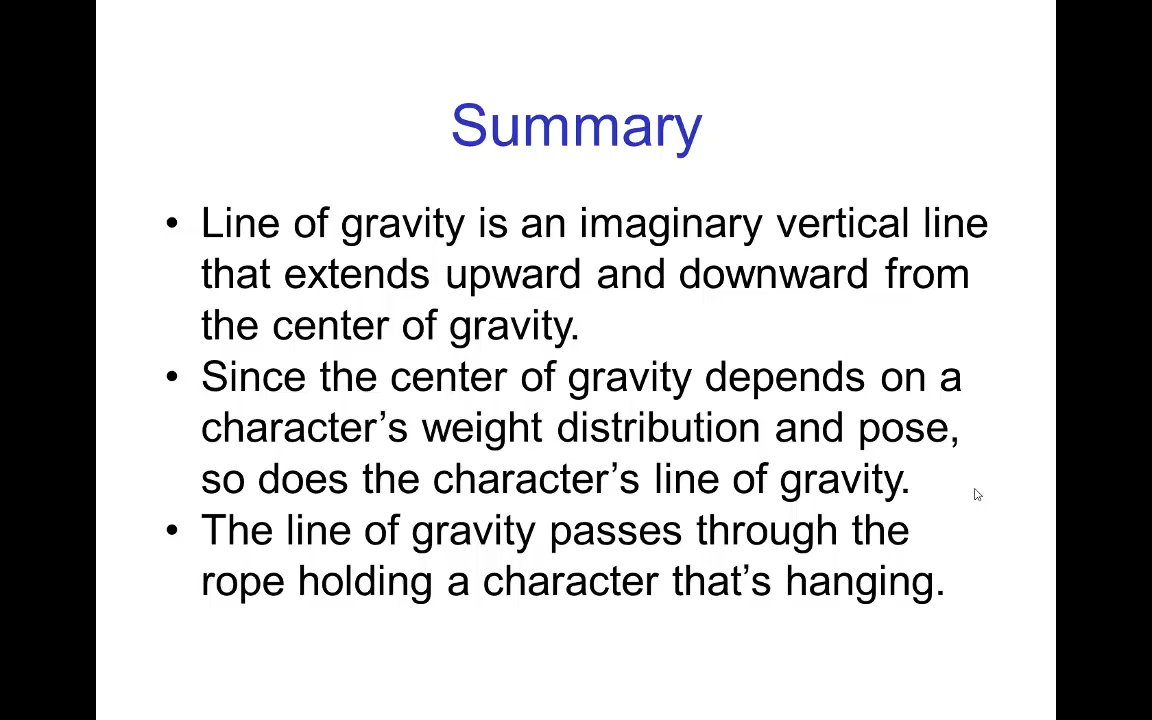 Summary
• Line of gravity is an imaginary vertical line
that extends upward and downward from
the center of gravity.
• Since the center of gravity depends on a
character’s weight distribution and pose,
so does the character’s line of gravity.
• The line of gravity passes through the
rope holding a character that’s hanging.